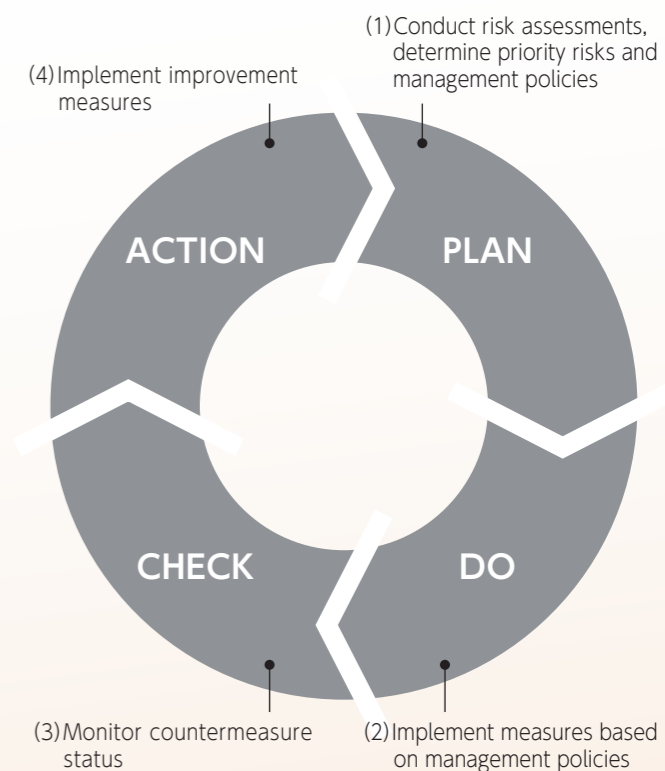 (1)Conduct risk assessments,
determine priority risks and
management policies
(4)Implement improvement
measures
ACTION
PLAN
CHECK
DO
(3)Monitor countermeasure
status
(2)Implement measures based
on management policies